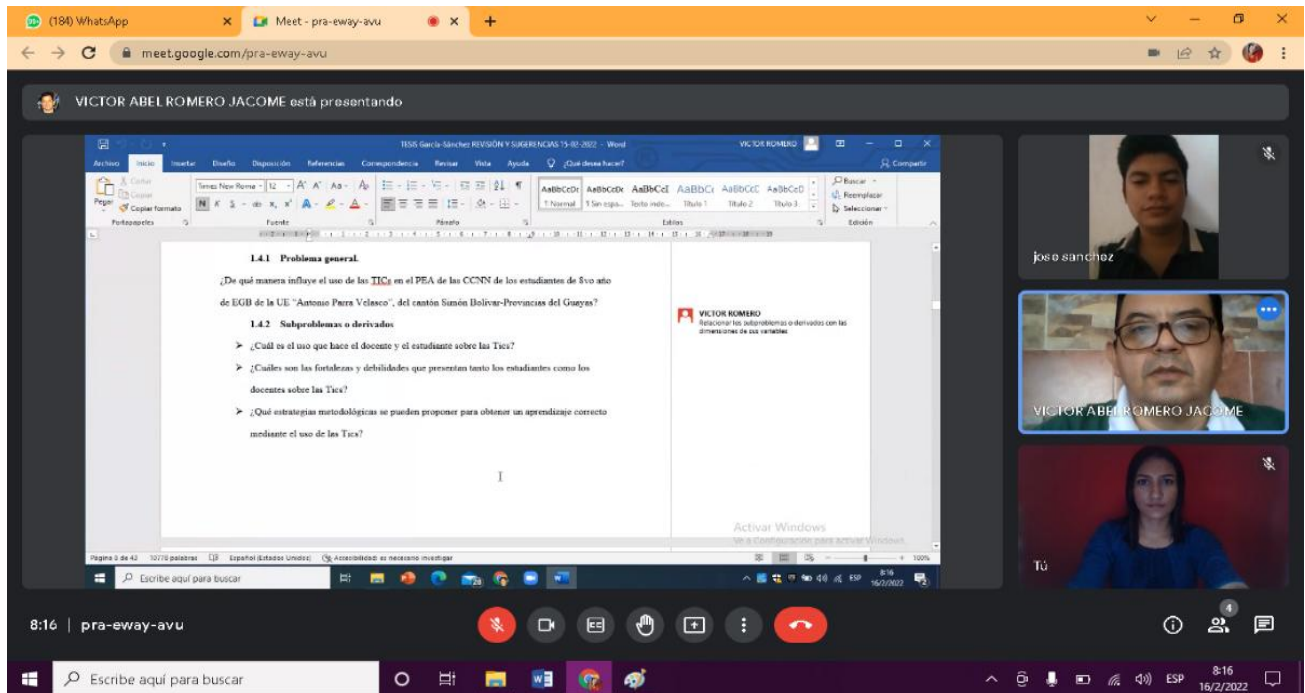 (184) WhatsApp
Meet - pra-eway-avu
meet.google.com/pra-eway-avu
VICTOR ABEL ROMERO JACOME está presentando
TESIS García-Sánchez REVISIÓN Y SUGERENCIAS 15-02-2022 - Word
VICTOR ROMERO
Archivo Inicio Insertar Diseño Disposición Referencias Correspondencia Revisar Vista Ayuda ¿Qué desea hacer? Compartir
Cortar
Copiar
Pegar Copiar formato
Times New Roma 12
AaBbCcDc AaBbCcDc AaBbCcI AaBbCc AaBbCcC AaBbCcD
¶ Normal ¶ Sin espa... Texto inde... Título 1 Título 2 Título 3
Buscar
Reemplazar
Seleccionar
Portapapeles Fuente Párrafo Estilos Edición
1.4.1 Problema general.
¿De qué manera influye el uso de las TICs en el PEA de las CCNN de los estudiantes de 8vo año
de EGB de la UE "Antonio Parra Velasco", del cantón Simón Bolívar-Provincias del Guayas?
1.4.2 Subproblemas o derivados
➤ ¿Cuál es el uso que hace el docente y el estudiante sobre las Tics?
➤ ¿Cuáles son las fortalezas y debilidades que presentan tanto los estudiantes como los
docentes sobre las Tics?
➤ ¿Qué estrategias metodológicas se pueden proponer para obtener un aprendizaje correcto
mediante el uso de las Tics?
VICTOR ROMERO
Relacionar los subproblemas o derivados con las
dimensiones de sus variables
Activar Windows
Ve a Configuración para activar Windows.
Página 5 de 42 10770 palabras Español (Estados Unidos) Accesibilidad: es necesario investigar 100%
Escribe aquí para buscar
ESP
8:16
16/2/2022
jose sanchez
VICTOR ABEL ROMERO JACOME
Tú
8:16 | pra-eway-avu
4
Escribe aquí para buscar
ESP
8:16
16/2/2022